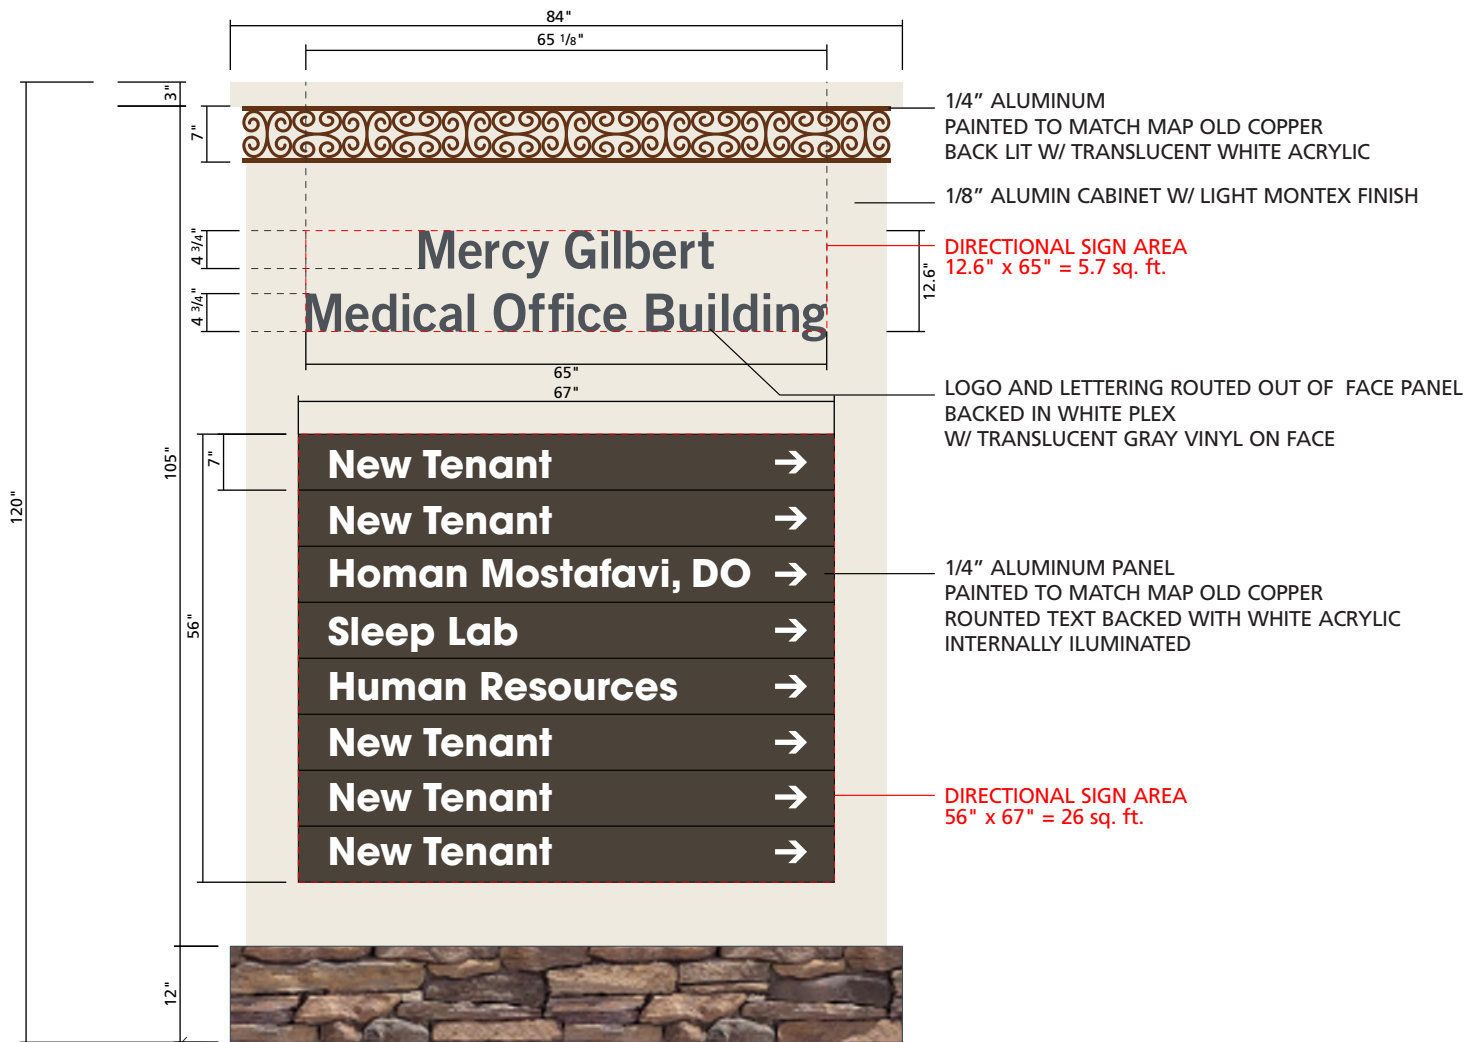 84"
65 1/8"
3"
7"
1/4” ALUMINUM
PAINTED TO MATCH MAP OLD COPPER
BACK LIT W/ TRANSLUCENT WHITE ACRYLIC
1/8” ALUMIN CABINET W/ LIGHT MONTEX FINISH
4 3/4"
Mercy Gilbert
DIRECTIONAL SIGN AREA
12.6" x 65" = 5.7 sq. ft.
12.6"
4 3/4"
Medical Office Building
65"
67"
LOGO AND LETTERING ROUTED OUT OF FACE PANEL
BACKED IN WHITE PLEX
W/ TRANSLUCENT GRAY VINYL ON FACE
120"
105"
56"
7"
New Tenant →
New Tenant →
Homan Mostafavi, DO →
Sleep Lab →
Human Resources →
New Tenant →
New Tenant →
New Tenant →
1/4” ALUMINUM PANEL
PAINTED TO MATCH MAP OLD COPPER
ROUNTED TEXT BACKED WITH WHITE ACRYLIC
INTERNALLY ILUMINATED
DIRECTIONAL SIGN AREA
56" x 67" = 26 sq. ft.
12"